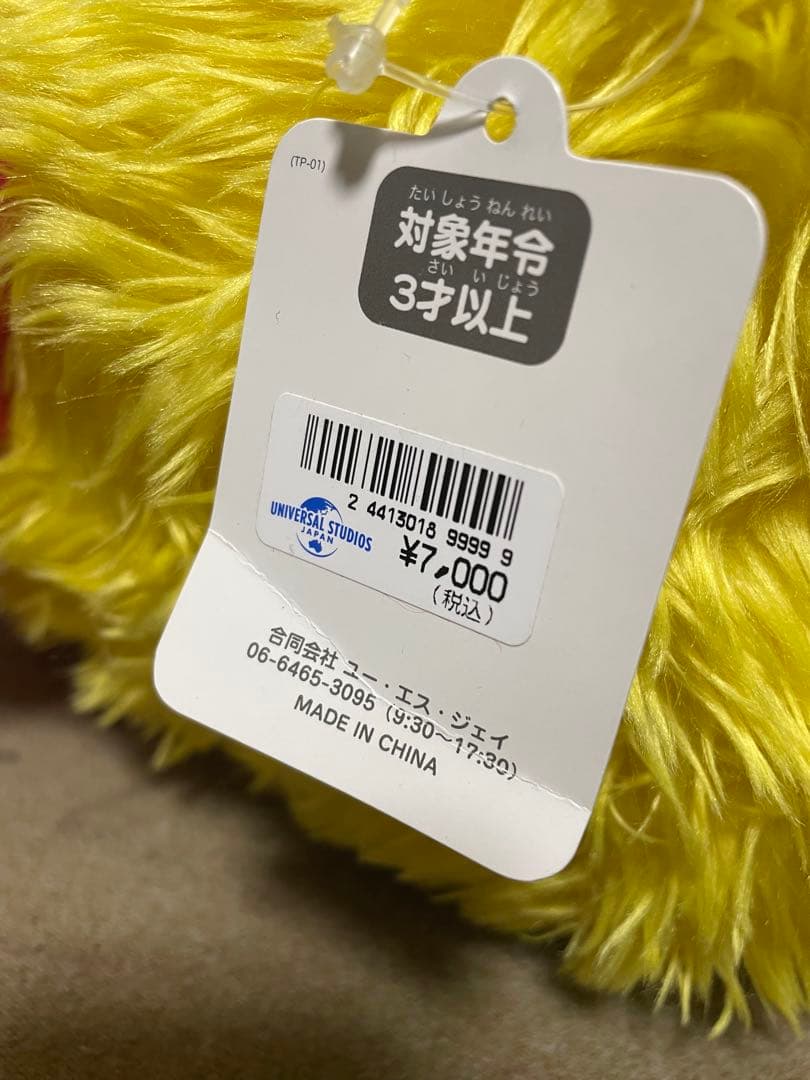 (TP-01)
たいしょうねんれい
対象年令
さい いじょう
3才以上
2 4413018 9999 9
UNIVERSAL STUDIOS
JAPAN
¥7,000
(税込)
合同会社 ユー・エス・ジェイ
06-6465-3095 (9:30〜17:30)
MADE IN CHINA